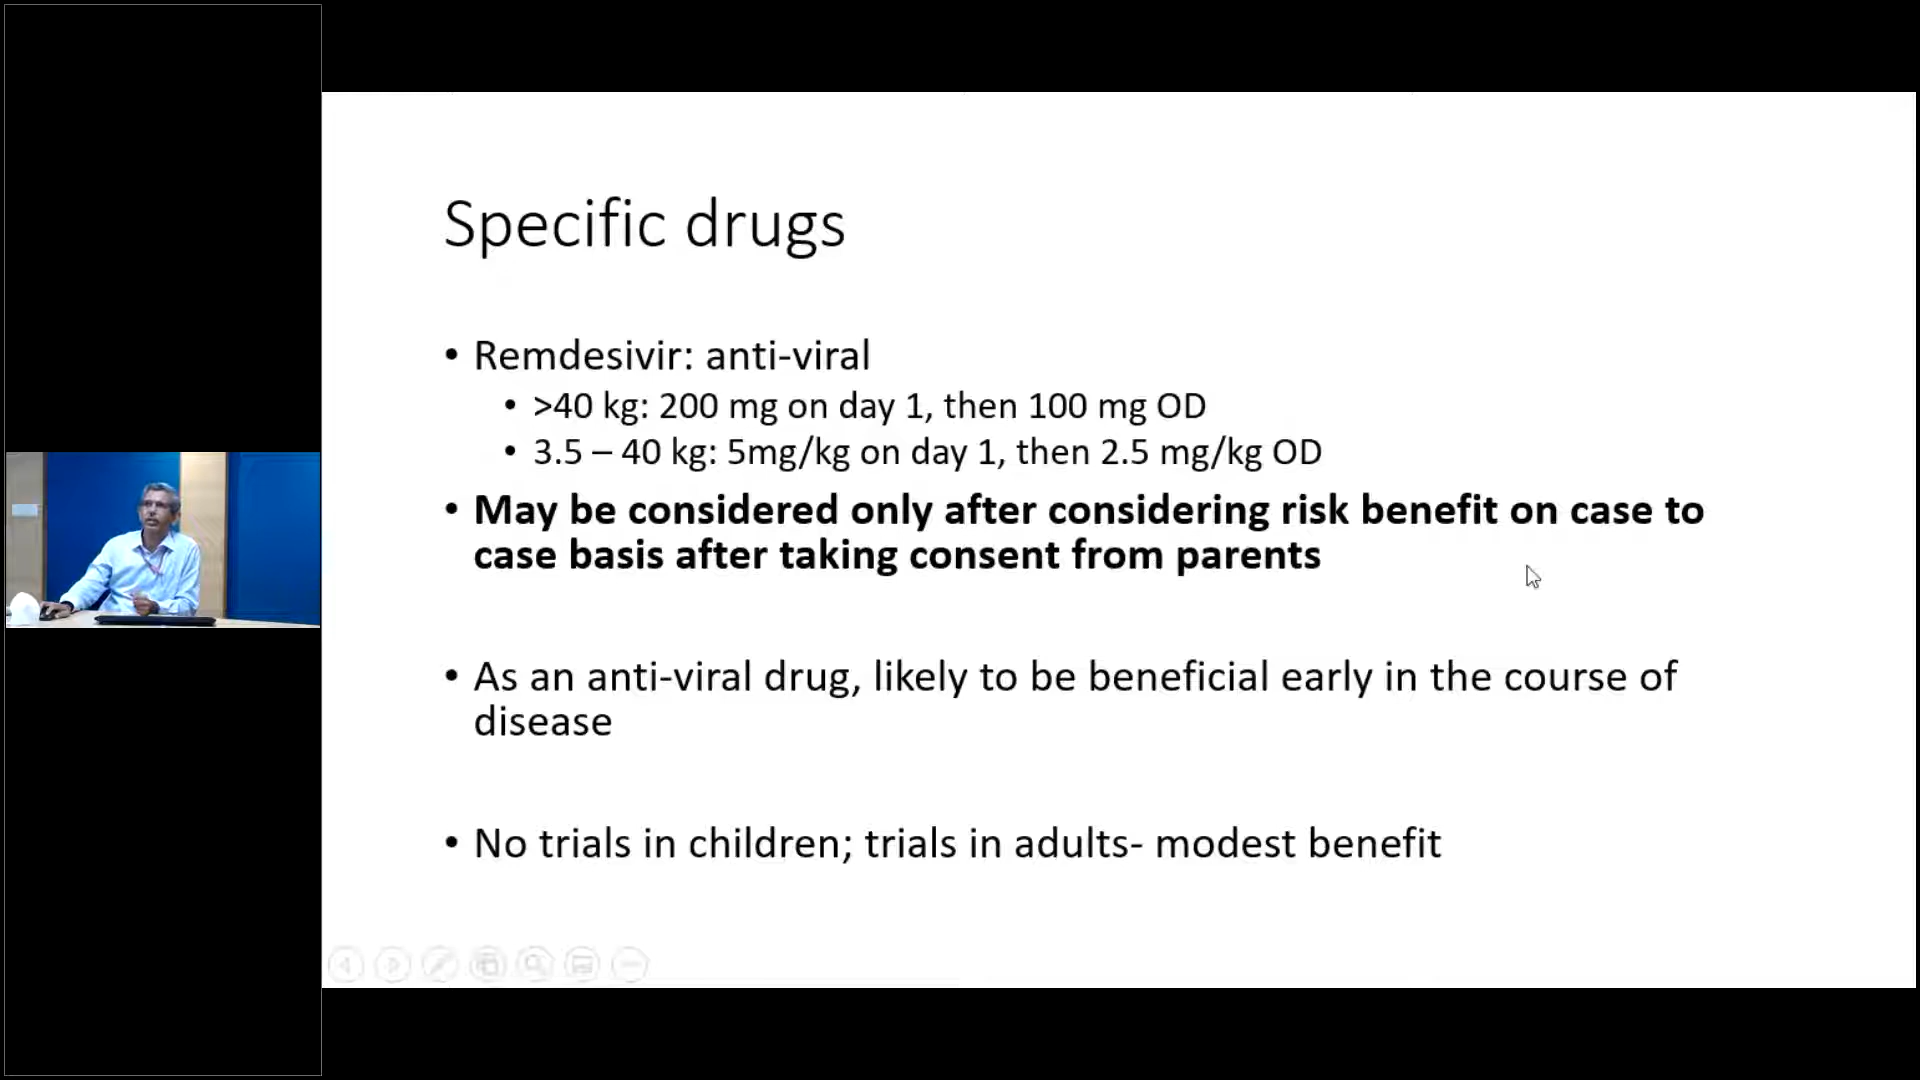 Specific drugs
• Remdesivir: anti-viral
• >40 kg: 200 mg on day 1, then 100 mg OD
• 3.5 – 40 kg: 5mg/kg on day 1, then 2.5 mg/kg OD
• May be considered only after considering risk benefit on case to
case basis after taking consent from parents
• As an anti-viral drug, likely to be beneficial early in the course of
disease
• No trials in children; trials in adults- modest benefit